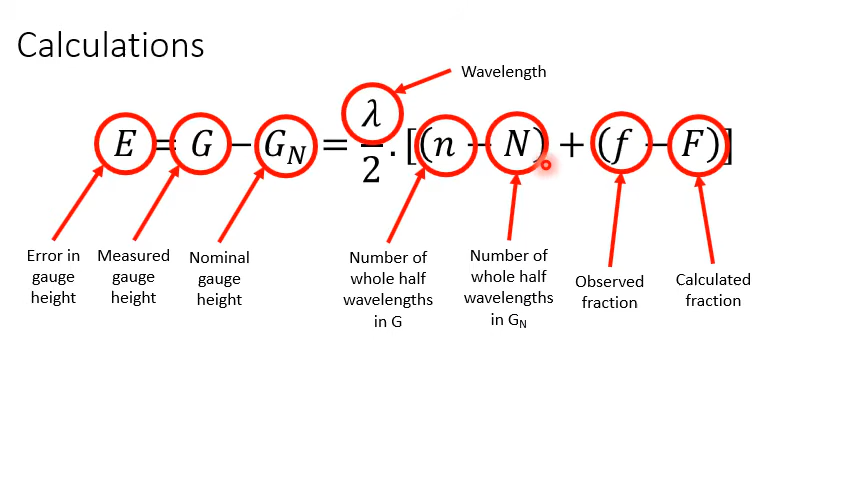 Calculations
Wavelength
E = G − G_N = λ/2 . [(n − N) + (f − F)]
Error in
gauge
height
Measured
gauge
height
Nominal
gauge
height
Number of
whole half
wavelengths
in G
Number of
whole half
wavelengths
in G_N
Observed
fraction
Calculated
fraction